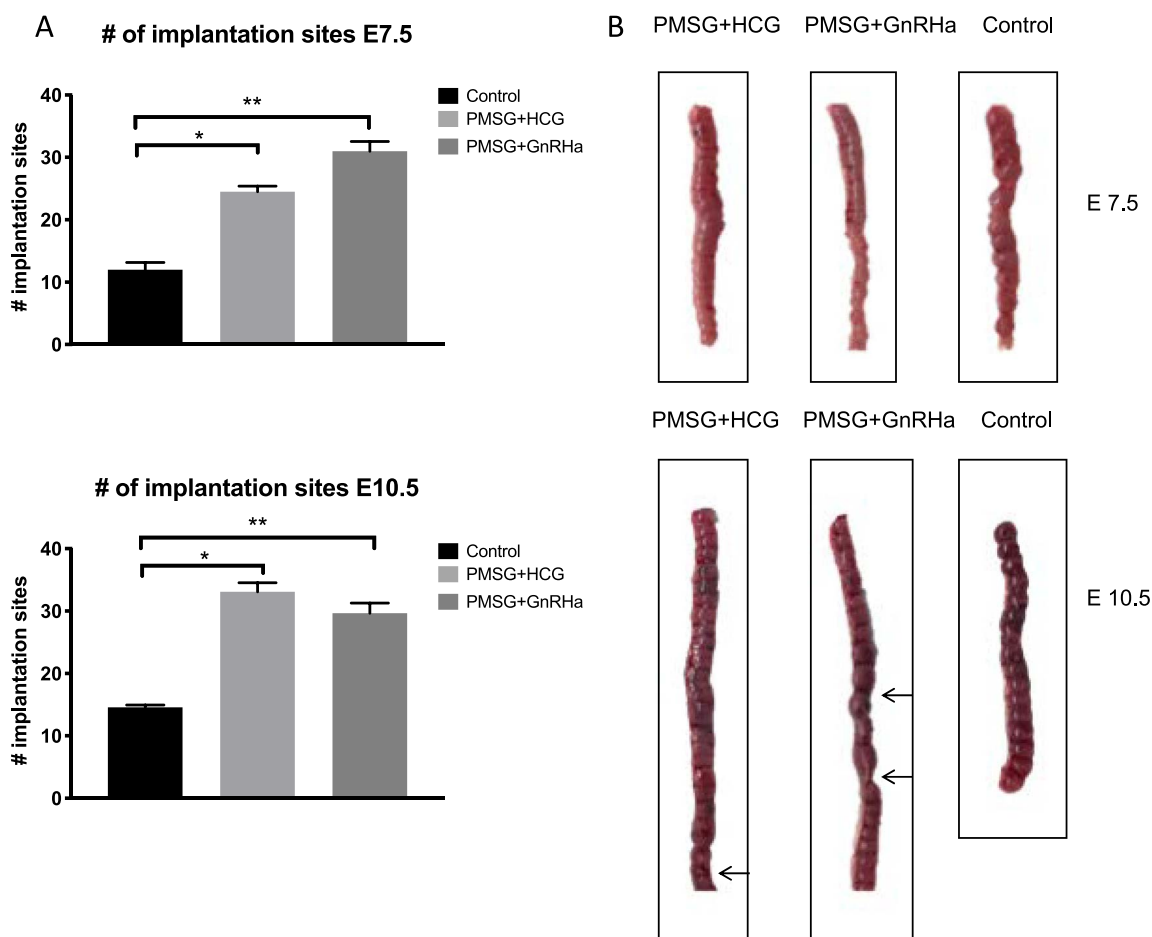 A
# of implantation sites E7.5
# implantation sites
40
30
20
10
0
**
*
Control
PMSG+HCG
PMSG+GnRHa
# of implantation sites E10.5
# implantation sites
40
30
20
10
0
**
*
Control
PMSG+HCG
PMSG+GnRHa
B
PMSG+HCG PMSG+GnRHa Control
E 7.5
PMSG+HCG PMSG+GnRHa Control
E 10.5